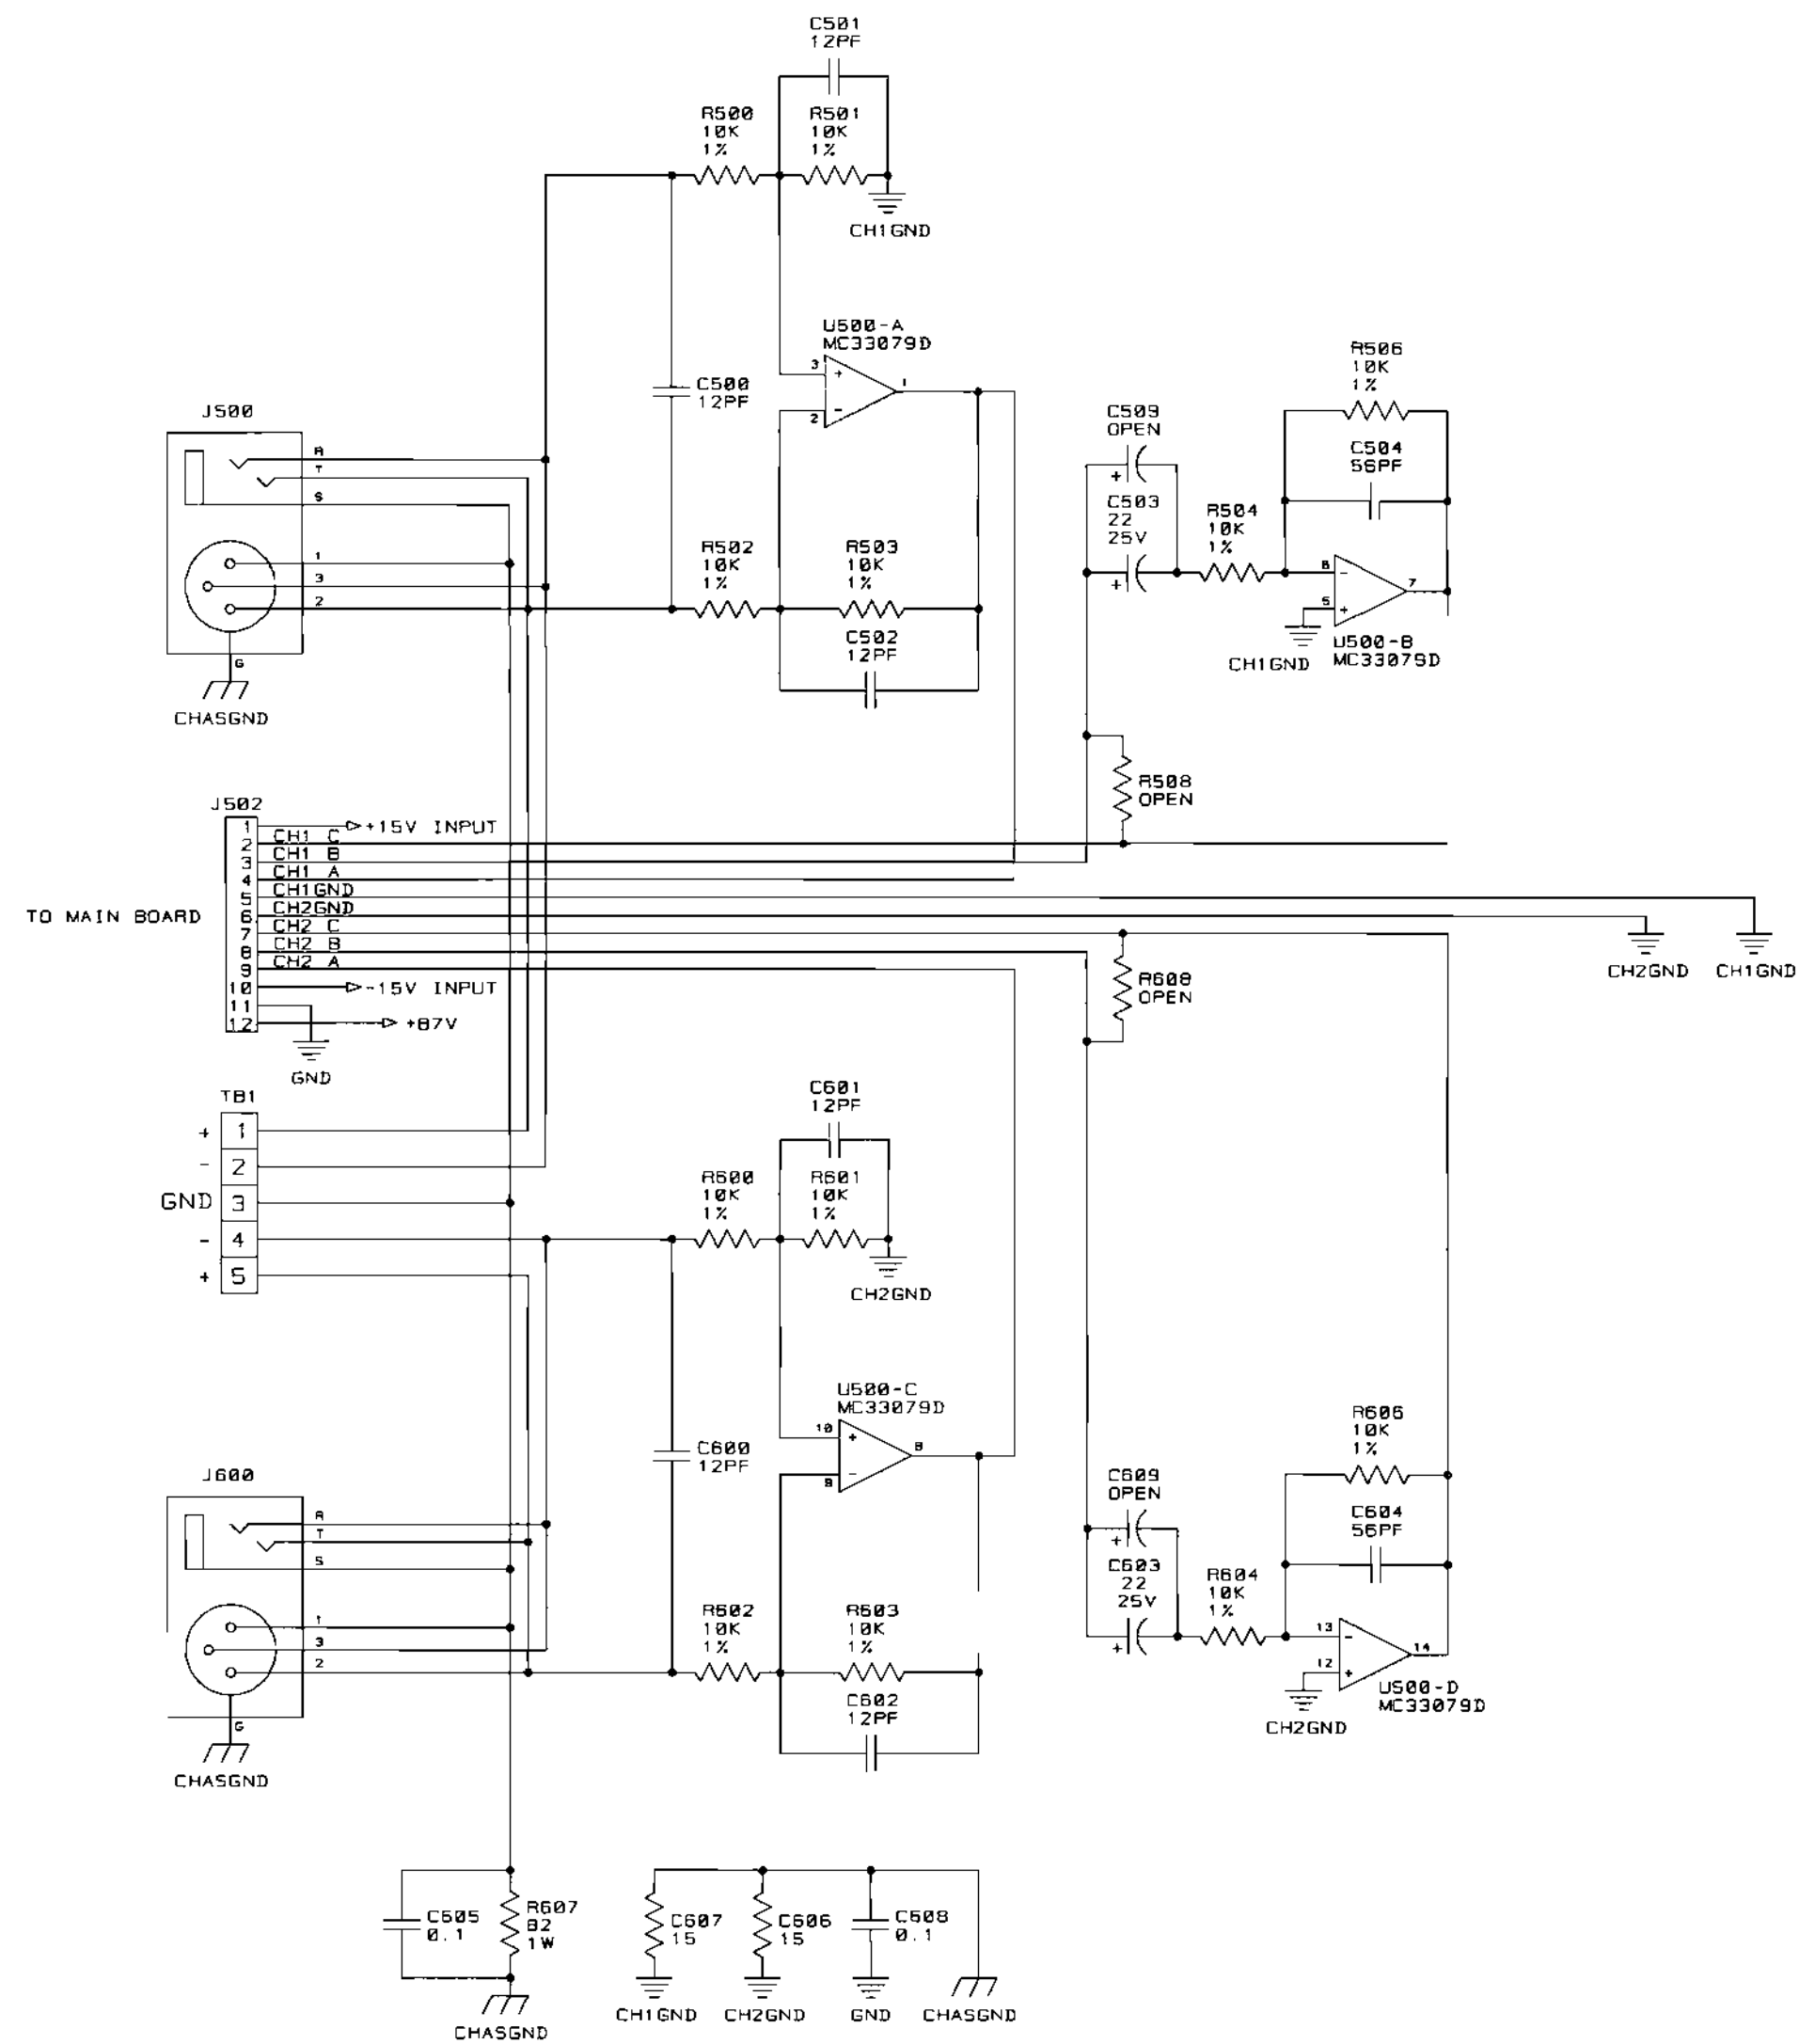 C501
12PF
R500
10K
1%
R501
10K
1%
CH1GND
U500-A
MC33079D
3
+
1
2
-
C500
12PF
R506
10K
1%
C509
OPEN
+
C504
56PF
C503
22
25V
+
R504
10K
1%
6
-
7
5
+
U500-B
MC33079D
CH1GND
J500
R
T
S
1
3
2
G
CHASGND
R502
10K
1%
R503
10K
1%
C502
12PF
R508
OPEN
J502
1
+15V INPUT
2
CH1 C
3
CH1 B
4
CH1 A
5
CH1GND
6
CH2GND
7
CH2 C
8
CH2 B
9
CH2 A
10
-15V INPUT
11
12
+87V
GND
TO MAIN BOARD
CH2GND
CH1GND
R608
OPEN
TB1
+
1
-
2
GND
3
-
4
+
5
C601
12PF
R600
10K
1%
R601
10K
1%
CH2GND
U500-C
MC33079D
10
+
8
9
-
C600
12PF
R606
10K
1%
C609
OPEN
+
C604
56PF
C603
22
25V
+
R604
10K
1%
13
-
14
12
+
U500-D
MC33079D
CH2GND
J600
R
T
S
1
3
2
G
CHASGND
R602
10K
1%
R603
10K
1%
C602
12PF
C605
0.1
R607
82
1W
CHASGND
C607
15
C606
15
C608
0.1
CH1GND
CH2GND
GND
CHASGND